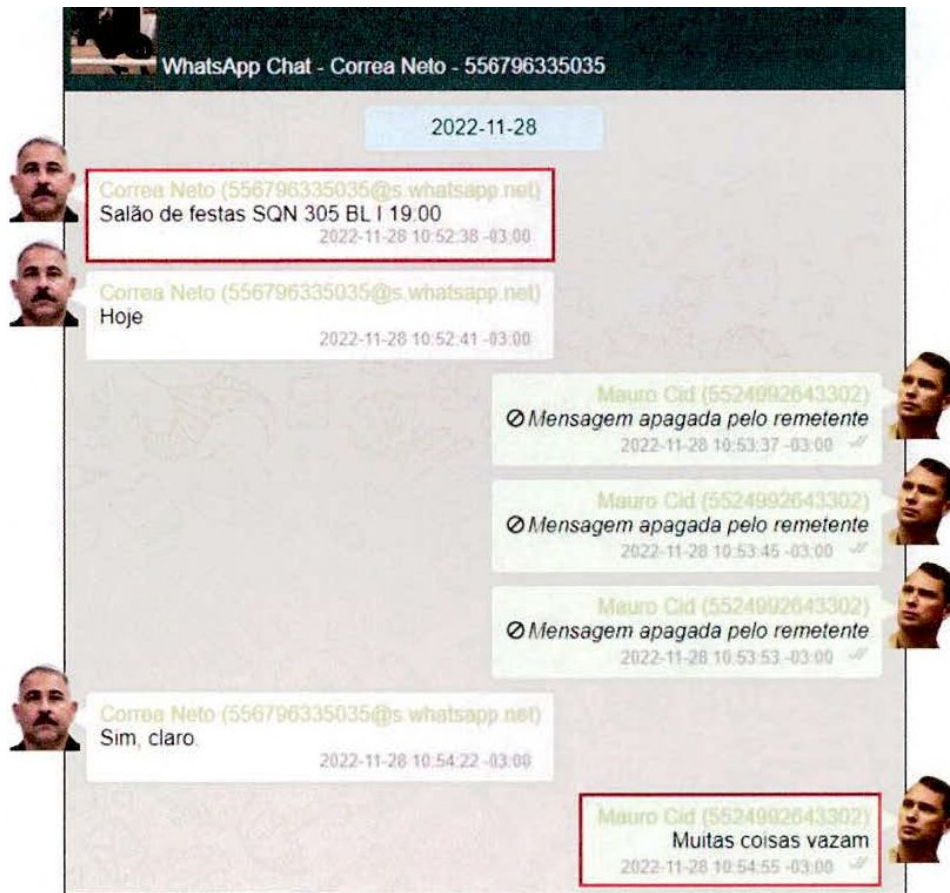 WhatsApp Chat - Correa Neto - 556796335035
2022-11-28
Correa Neto (556796335035@s.whatsapp.net)
Salão de festas SQN 305 BL I 19:00
2022-11-28 10:52:38 -03:00
Correa Neto (556796335035@s.whatsapp.net)
Hoje
2022-11-28 10:52:41 -03:00
Mauro Cid (5524992643302)
Mensagem apagada pelo remetente
2022-11-28 10:53:37 -03:00
Mauro Cid (5524992643302)
Mensagem apagada pelo remetente
2022-11-28 10:53:45 -03:00
Mauro Cid (5524992643302)
Mensagem apagada pelo remetente
2022-11-28 10:53:53 -03:00
Correa Neto (556796335035@s.whatsapp.net)
Sim, claro.
2022-11-28 10:54:22 -03:00
Mauro Cid (5524992643302)
Muitas coisas vazam
2022-11-28 10:54:55 -03:00